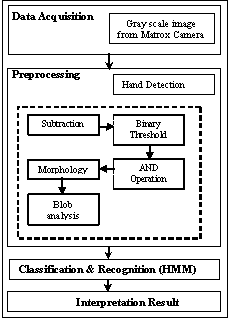 Data Acquisition
Gray scale image
from Matrox Camera
Preprocessing
Hand Detection
Subtraction
Binary
Threshold
Morphology
AND
Operation
Blob
analysis
Classification & Recognition (HMM)
Interpretation Result